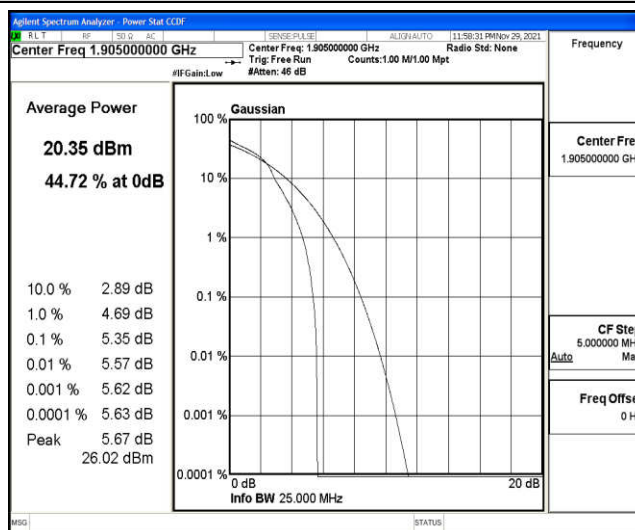 Agilent Spectrum Analyzer - Power Stat CCDF
R L T RF 50 Ω AC SENSE:PULSE ALIGNAUTO 11:58:31 PM Nov 29, 2021
Center Freq 1.905000000 GHz
Center Freq: 1.905000000 GHz Radio Std: None
Trig: Free Run Counts:1.00 M/1.00 Mpt
#IFGain:Low #Atten: 46 dB
Frequency
Average Power
20.35 dBm
44.72 % at 0dB
10.0 % 2.89 dB
1.0 % 4.69 dB
0.1 % 5.35 dB
0.01 % 5.57 dB
0.001 % 5.62 dB
0.0001 % 5.63 dB
Peak 5.67 dB
26.02 dBm
Gaussian
100 %
10 %
1 %
0.1 %
0.01 %
0.001 %
0.0001 %
0 dB 20 dB
Info BW 25.000 MHz
Center Fre
1.905000000 GH
CF Ste
5.000000 MH
Auto Ma
Freq Offse
0 H
MSG STATUS